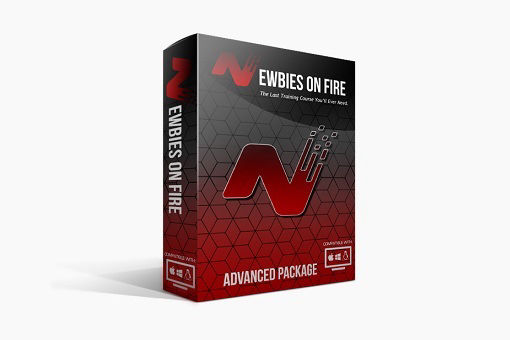 NEWBIES ON FIRE
The Last Training Course You'll Ever Need.
NEWBIES ON FIRE
N
COMPATIBLE WITH
COMPATIBLE WITH
ADVANCED PACKAGE